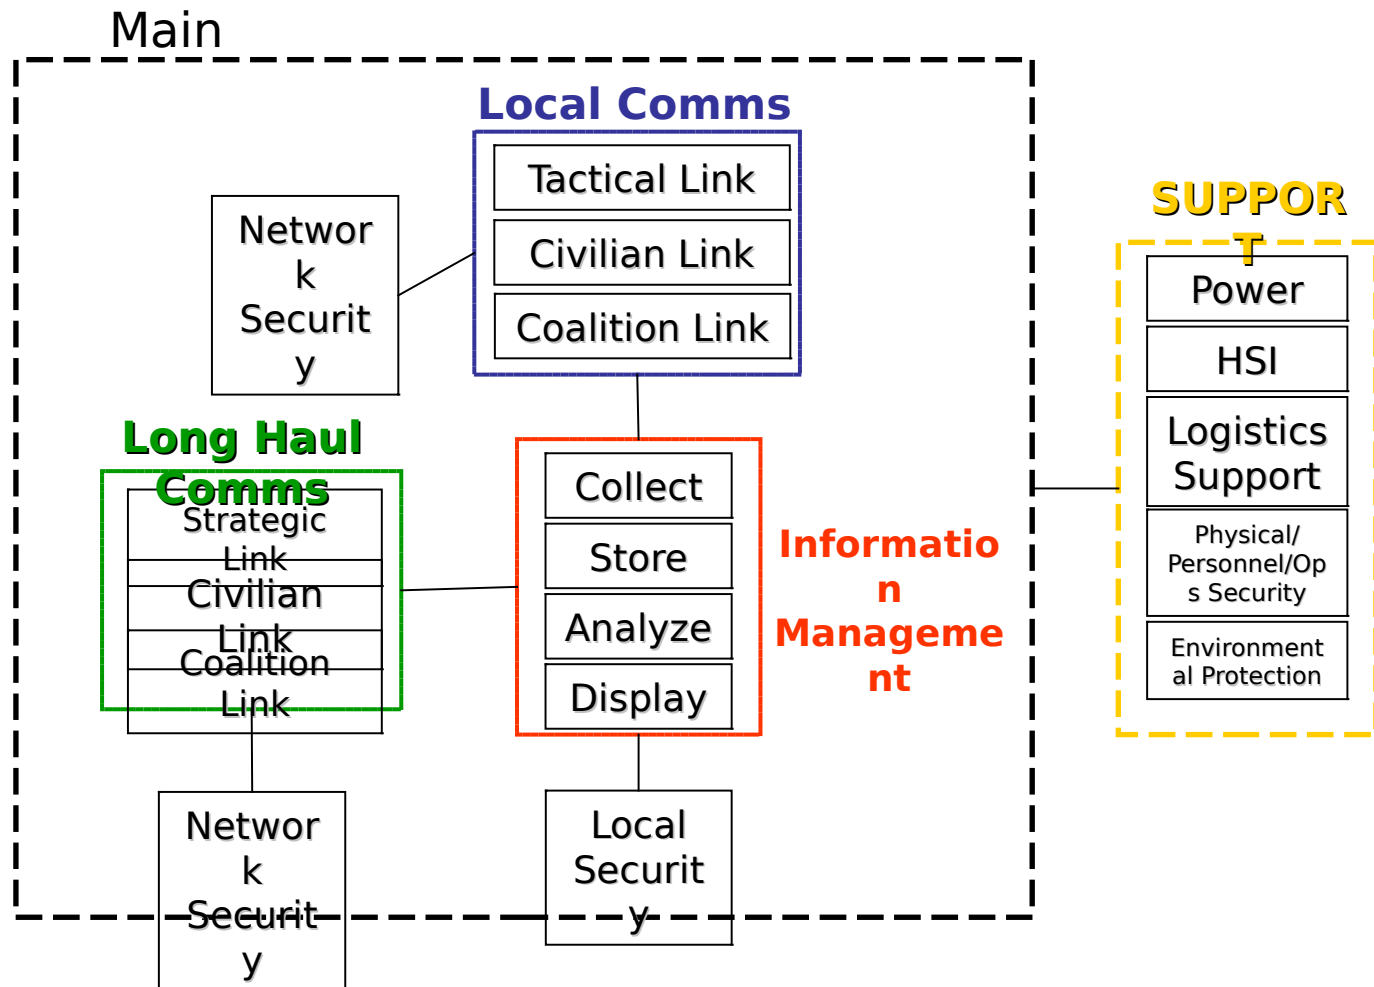 Main
Local Comms
Tactical Link
Civilian Link
Coalition Link
Networ
k
Securit
y
Long Haul
Comms
Strategic
Link
Civilian
Link
Coalition
Link
Collect
Store
Analyze
Display
Informatio
n
Manageme
nt
Networ
k
Securit
y
Local
Securit
y
SUPPOR
T
Power
HSI
Logistics
Support
Physical/
Personnel/Op
s Security
Environment
al Protection